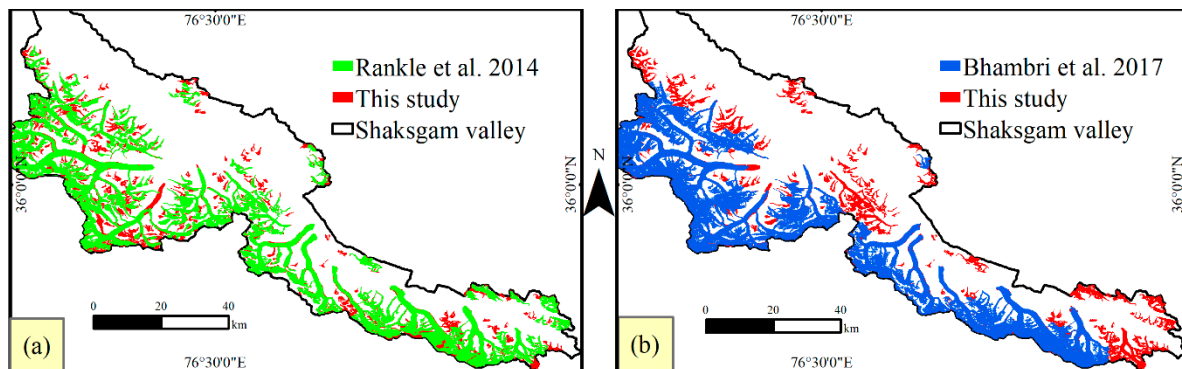 76°30'0"E
Rankle et al. 2014
This study
Shaksgam valley
36°0'0"N
36°0'0"N
0 20 40
km
(a)
76°30'0"E
N
76°30'0"E
Bhambri et al. 2017
This study
Shaksgam valley
36°0'0"N
36°0'0"N
0 20 40
km
(b)
76°30'0"E